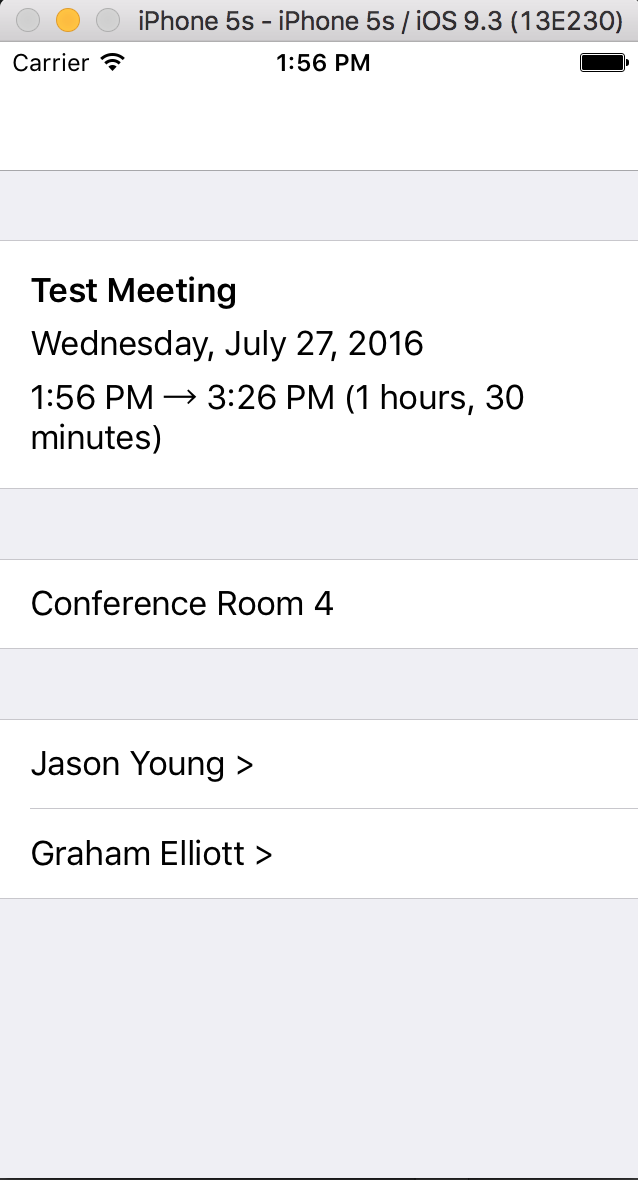 iPhone 5s - iPhone 5s / iOS 9.3 (13E230)
Carrier 1:56 PM
Test Meeting
Wednesday, July 27, 2016
1:56 PM → 3:26 PM (1 hours, 30
minutes)
Conference Room 4
Jason Young >
Graham Elliott >